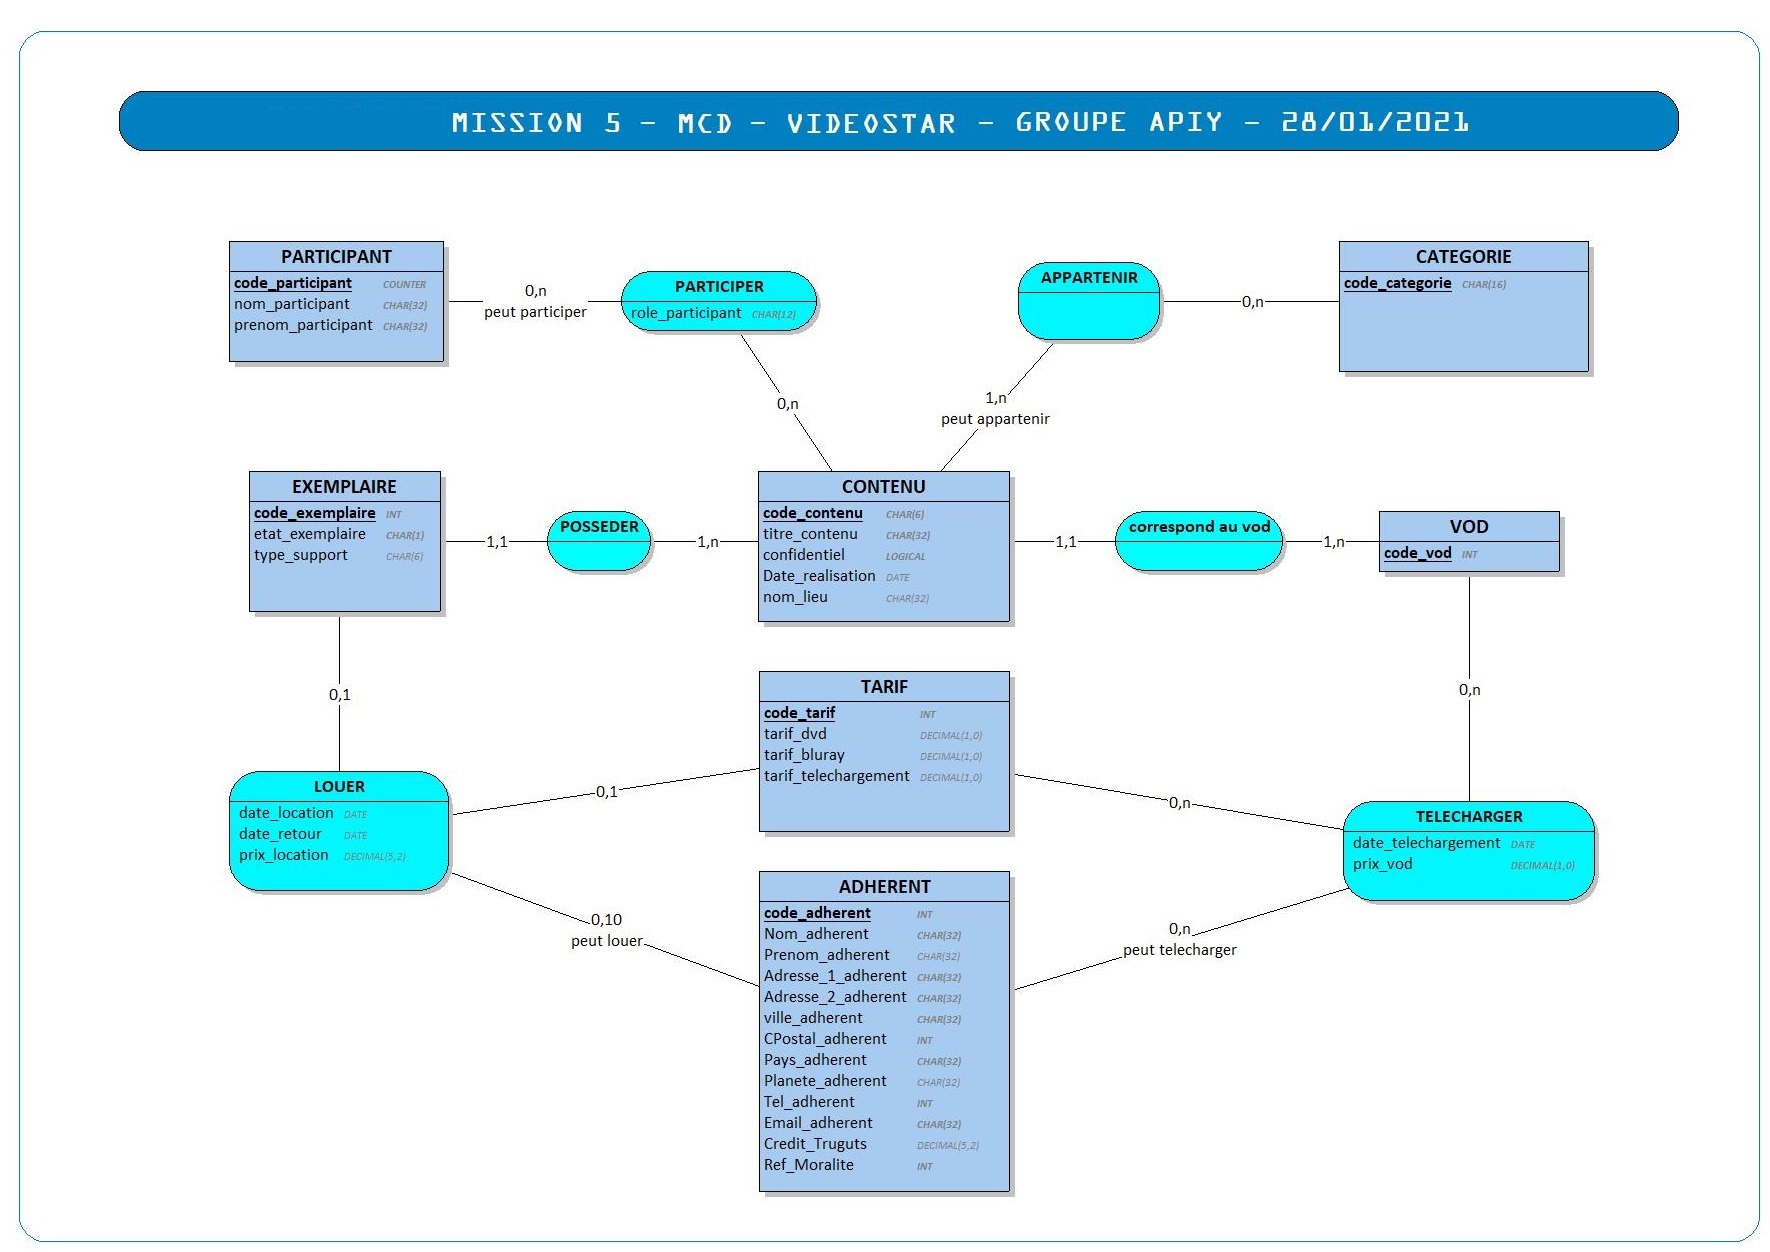 MISSION 5 - MCD - VIDEOSTAR - GROUPE APIY - 28/01/2021
PARTICIPANT
code_participant COUNTER
nom_participant CHAR(32)
prenom_participant CHAR(32)
0,n
peut participer
PARTICIPER
role_participant CHAR(12)
0,n
APPARTENIR
1,n
peut appartenir
0,n
CATEGORIE
code_categorie CHAR(16)
EXEMPLAIRE
code_exemplaire INT
etat_exemplaire CHAR(1)
type_support CHAR(6)
1,1
POSSEDER
1,n
CONTENU
code_contenu CHAR(6)
titre_contenu CHAR(32)
confidentiel LOGICAL
Date_realisation DATE
nom_lieu CHAR(32)
1,1
correspond au vod
1,n
VOD
code_vod INT
0,1
0,n
TARIF
code_tarif INT
tarif_dvd DECIMAL(1,0)
tarif_bluray DECIMAL(1,0)
tarif_telechargement DECIMAL(1,0)
LOUER
date_location DATE
date_retour DATE
prix_location DECIMAL(5,2)
0,1
0,n
TELECHARGER
date_telechargement DATE
prix_vod DECIMAL(1,0)
0,10
peut louer
0,n
peut telecharger
ADHERENT
code_adherent INT
Nom_adherent CHAR(32)
Prenom_adherent CHAR(32)
Adresse_1_adherent CHAR(32)
Adresse_2_adherent CHAR(32)
ville_adherent CHAR(32)
CPostal_adherent INT
Pays_adherent CHAR(32)
Planete_adherent CHAR(32)
Tel_adherent INT
Email_adherent CHAR(32)
Credit_Truguts DECIMAL(5,2)
Ref_Moralite INT